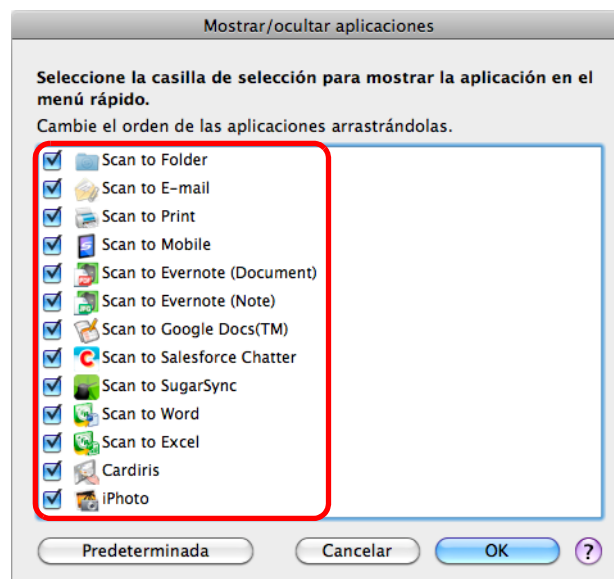 Mostrar/ocultar aplicaciones
Seleccione la casilla de selección para mostrar la aplicación en el
menú rápido.
Cambie el orden de las aplicaciones arrastrándolas.
Scan to Folder
Scan to E-mail
Scan to Print
Scan to Mobile
Scan to Evernote (Document)
Scan to Evernote (Note)
Scan to Google Docs(TM)
Scan to Salesforce Chatter
Scan to SugarSync
Scan to Word
Scan to Excel
Cardiris
iPhoto
Predeterminada Cancelar OK ?